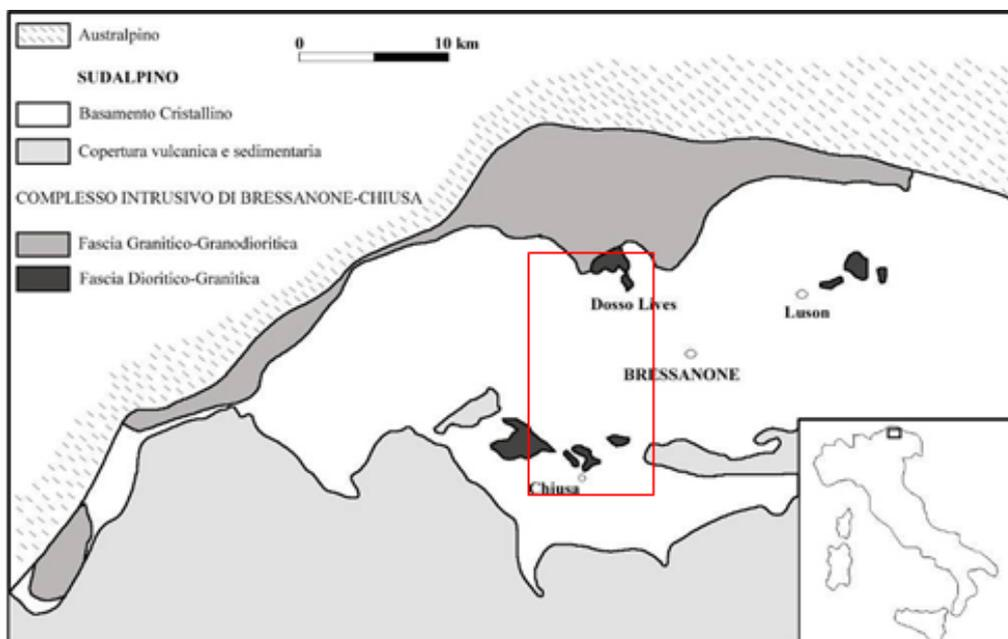 Australpino
0 10 km
SUDALPINO
Basamento Cristallino
Copertura vulcanica e sedimentaria
COMPLESSO INTRUSIVO DI BRESSANONE-CHIUSA
Fascia Granitico-Granodioritica
Fascia Dioritico-Granitica
Dosso Lives
Luson
BRESSANONE
Chiusa